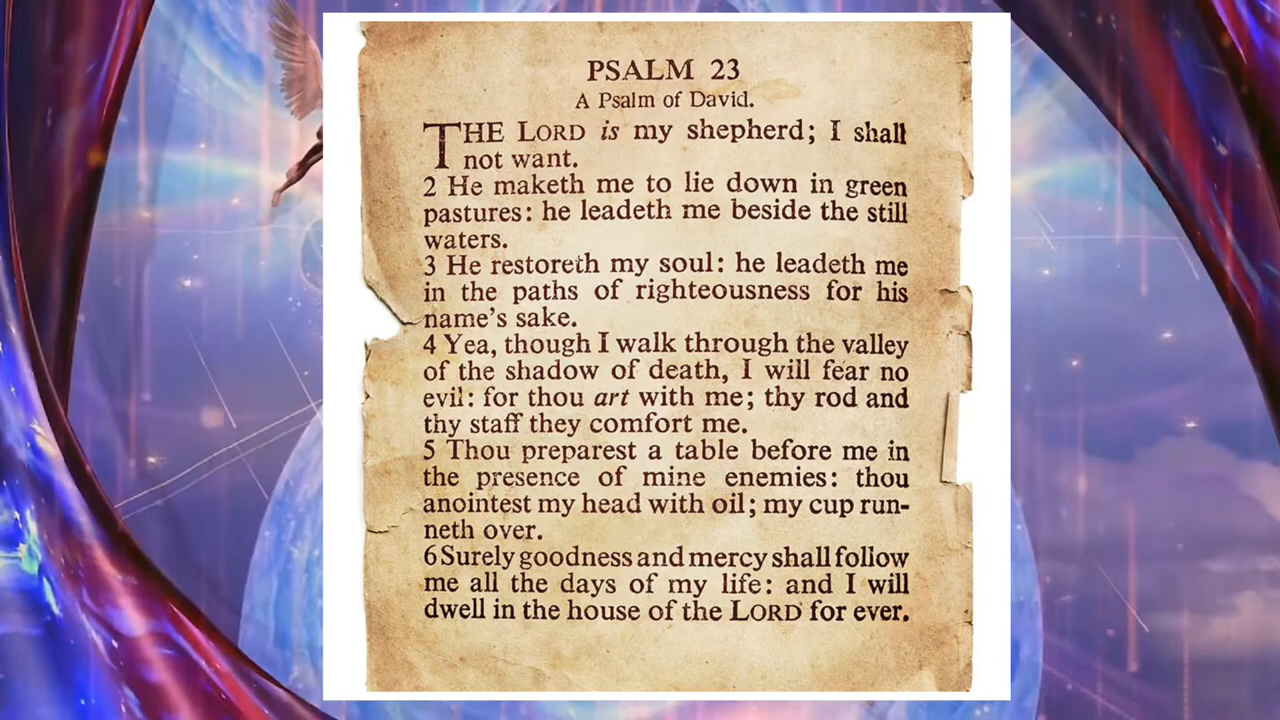 PSALM 23
A Psalm of David.
THE LORD is my shepherd; I shall
not want.
2 He maketh me to lie down in green
pastures: he leadeth me beside the still
waters.
3 He restoreth my soul: he leadeth me
in the paths of righteousness for his
name's sake.
4 Yea, though I walk through the valley
of the shadow of death, I will fear no
evil: for thou art with me; thy rod and
thy staff they comfort me.
5 Thou preparest a table before me in
the presence of mine enemies: thou
anointest my head with oil; my cup run-
neth over.
6 Surely goodness and mercy shall follow
me all the days of my life: and I will
dwell in the house of the LORD for ever.